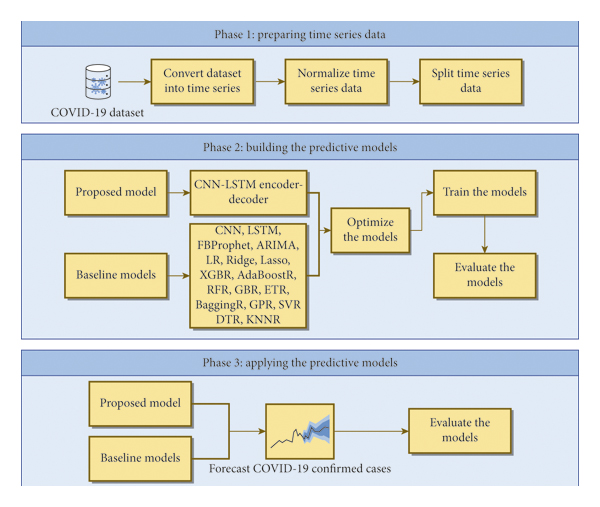 Phase 1: preparing time series data
COVID-19 dataset
Convert dataset
into time series
Normalize time
series data
Split time series
data
Phase 2: building the predictive models
Proposed model
CNN-LSTM encoder-
decoder
Baseline models
CNN, LSTM,
FBProphet, ARIMA,
LR, Ridge, Lasso,
XGBR, AdaBoostR,
RFR, GBR, ETR,
BaggingR, GPR, SVR
DTR, KNNR
Optimize
the models
Train the models
Evaluate the
models
Phase 3: applying the predictive models
Proposed model
Baseline models
Forecast COVID-19 confirmed cases
Evaluate the
models